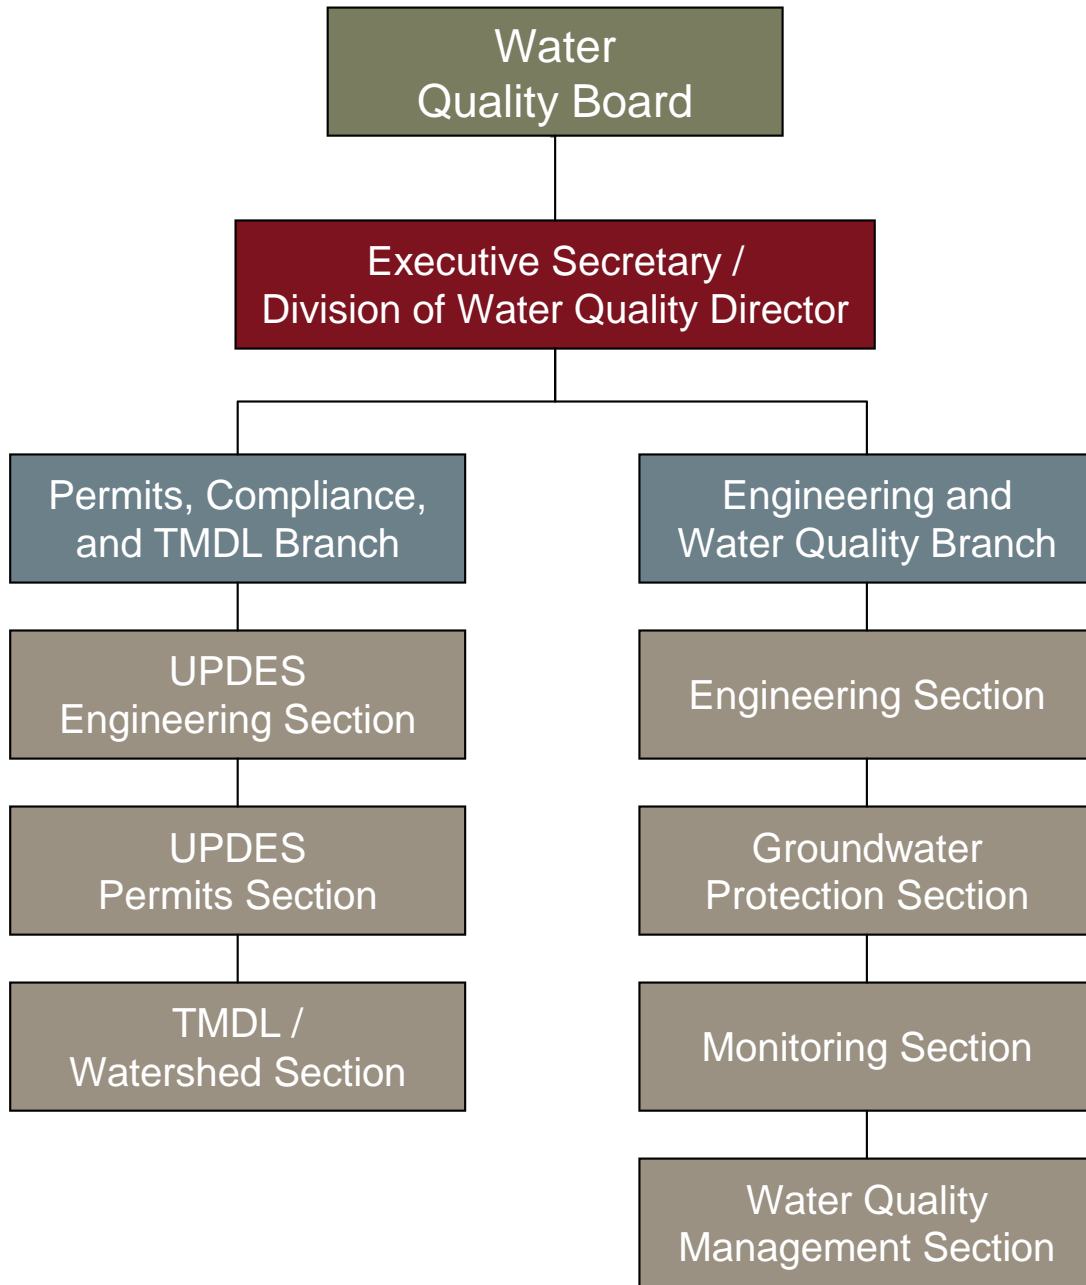 Water
Quality Board
Executive Secretary /
Division of Water Quality Director
Permits, Compliance,
and TMDL Branch
UPDES
Engineering Section
UPDES
Permits Section
TMDL /
Watershed Section
Engineering and
Water Quality Branch
Engineering Section
Groundwater
Protection Section
Monitoring Section
Water Quality
Management Section